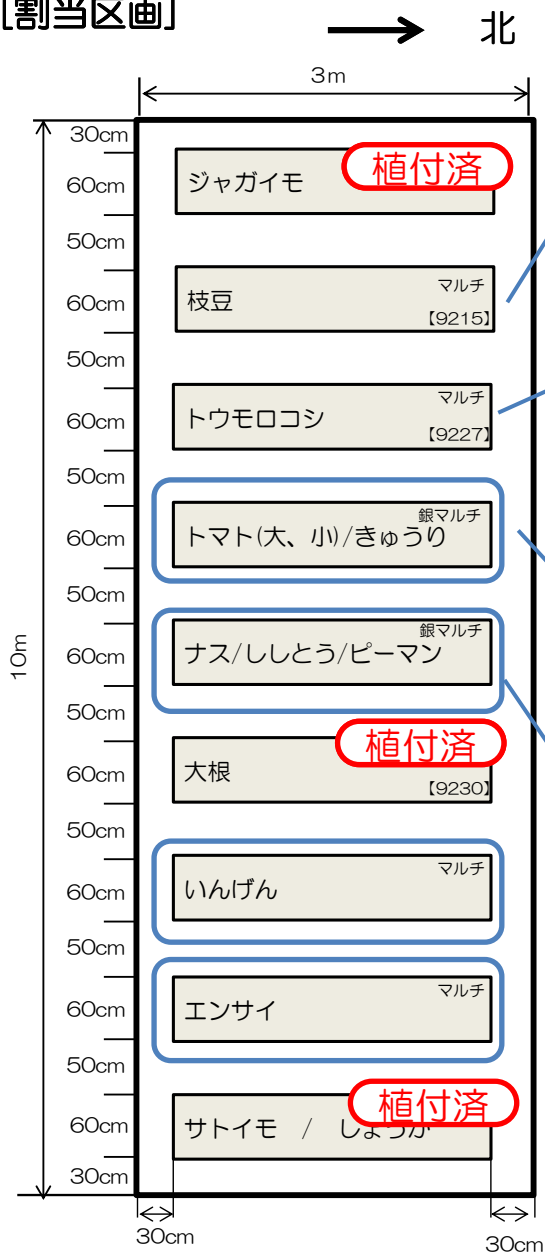 [割当区画]
北
3m
30cm
60cm
ジャガイモ
植付済
50cm
60cm
枝豆
マルチ
【9215】
50cm
60cm
トウモロコシ
マルチ
【9227】
50cm
60cm
銀マルチ
トマト(大、小)/きゅうり
50cm
60cm
銀マルチ
ナス/ししとう/ピーマン
10m
50cm
60cm
大根
植付済
【9230】
50cm
60cm
いんげん
マルチ
50cm
60cm
エンサイ
マルチ
50cm
60cm
サトイモ / しょうが
植付済
30cm
30cm
30cm